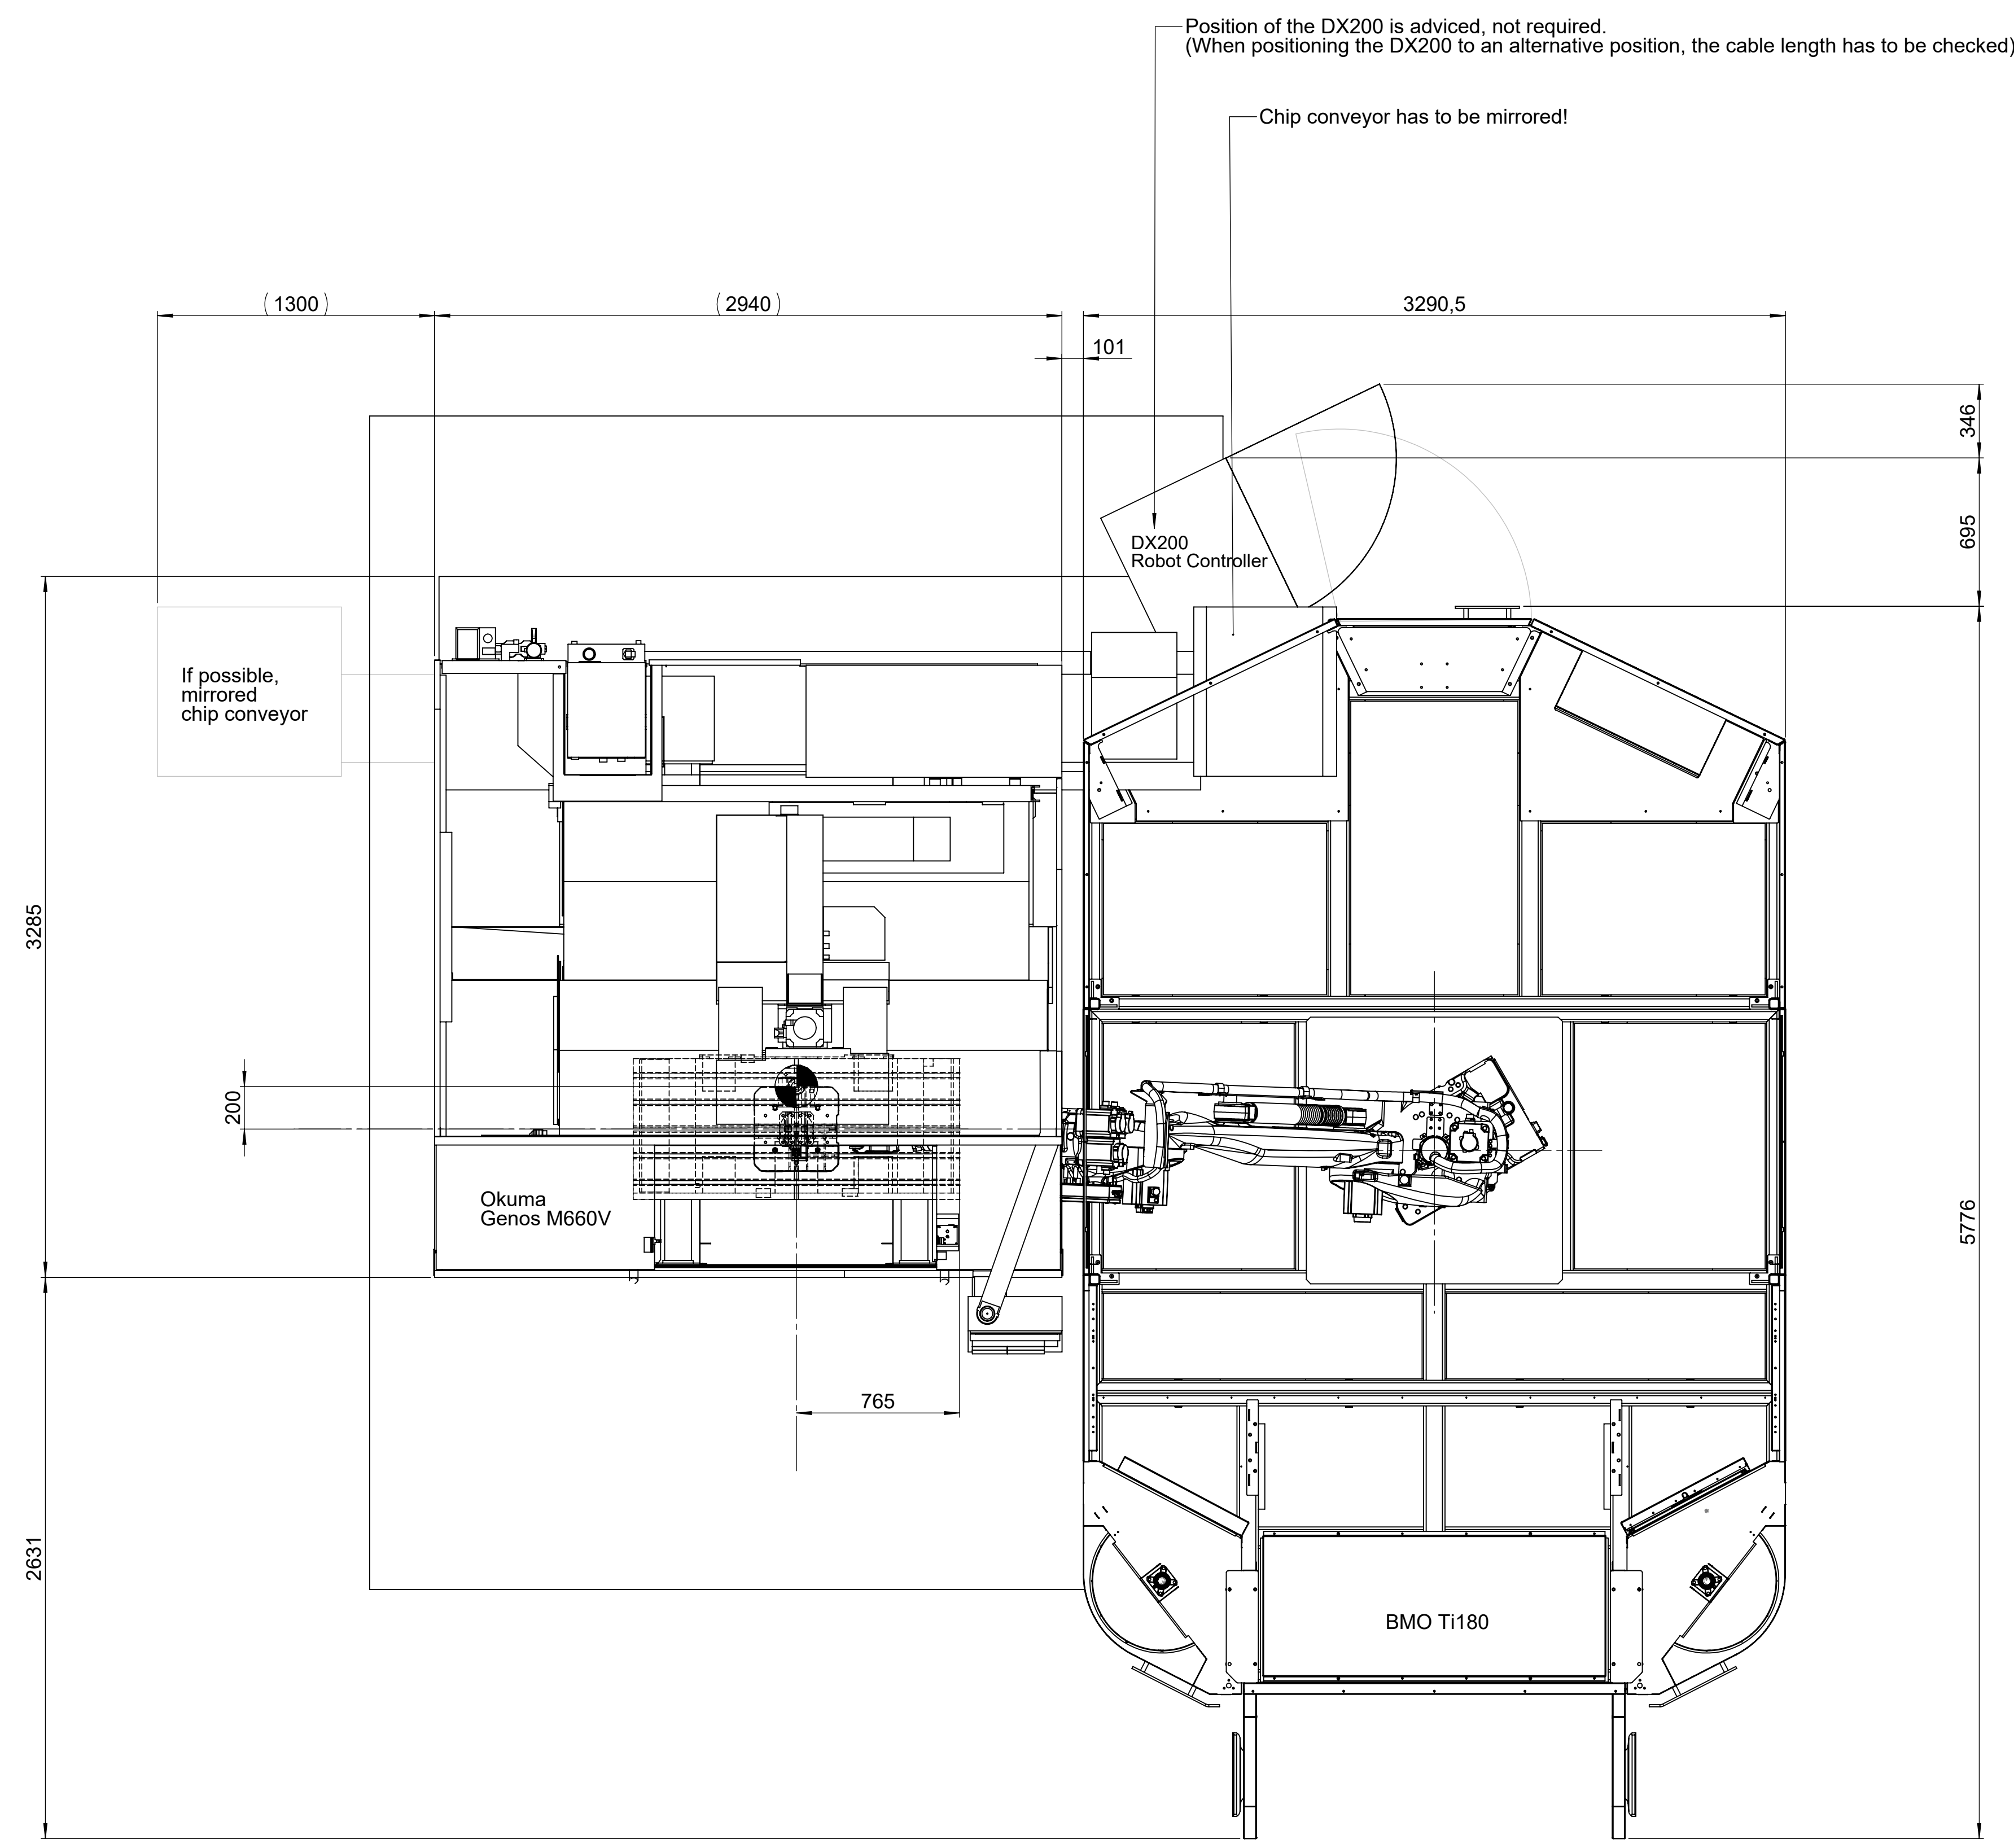 Position of the DX200 is adviced, not required.
(When positioning the DX200 to an alternative position, the cable length has to be checked)
Chip conveyor has to be mirrored!
(1300)
(2940)
3290,5
101
346
695
DX200
Robot Controller
If possible,
mirrored
chip conveyor
3285
200
5776
Okuma
Genos M660V
765
2631
BMO Ti180